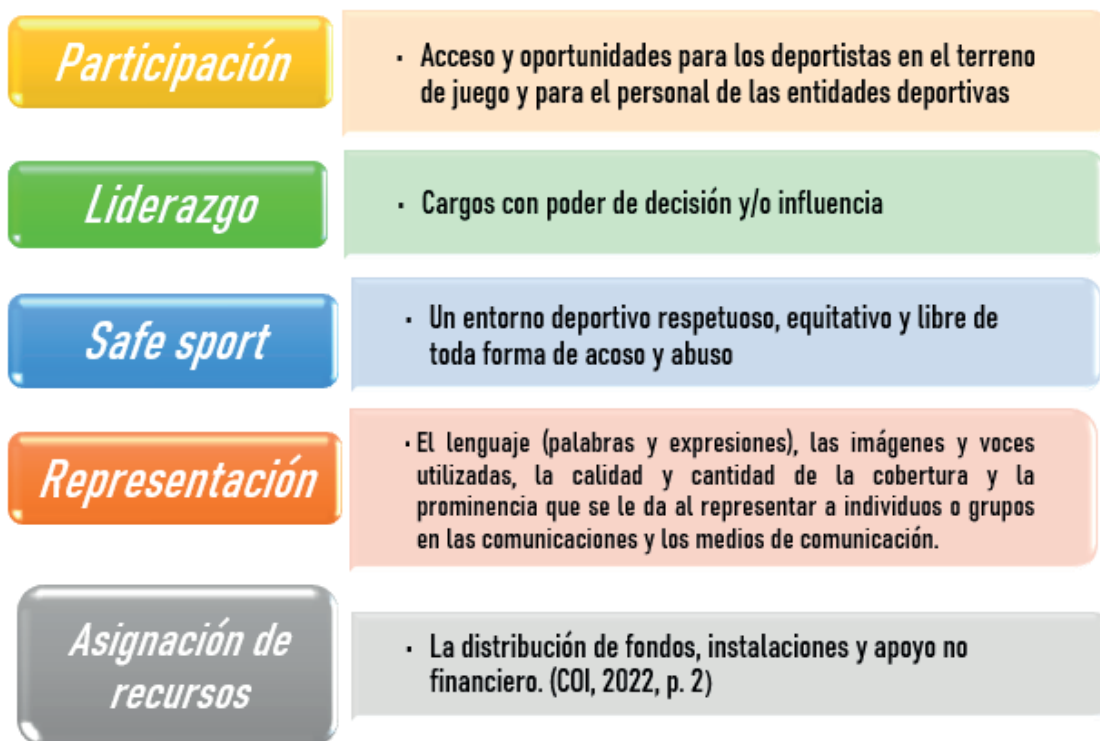 Participación
· Acceso y oportunidades para los deportistas en el terreno
de juego y para el personal de las entidades deportivas
Liderazgo
· Cargos con poder de decisión y/o influencia
Safe sport
· Un entorno deportivo respetuoso, equitativo y libre de
toda forma de acoso y abuso
Representación
· El lenguaje (palabras y expresiones), las imágenes y voces
utilizadas, la calidad y cantidad de la cobertura y la
prominencia que se le da al representar a individuos o grupos
en las comunicaciones y los medios de comunicación.
Asignación de
recursos
· La distribución de fondos, instalaciones y apoyo no
financiero. (COI, 2022, p. 2)